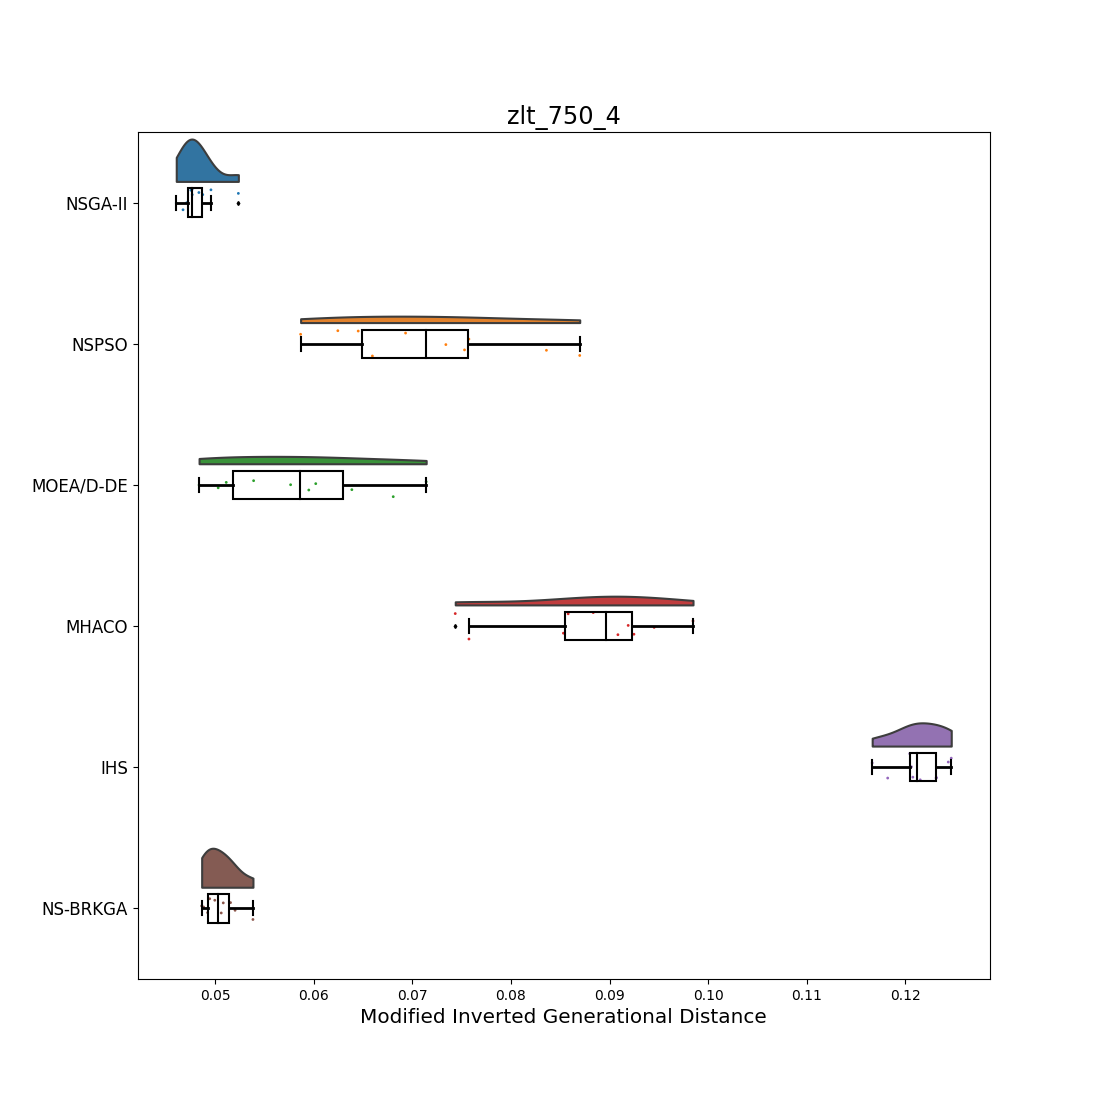 zlt_750_4
NSGA-II
NSPSO
MOEA/D-DE
MHACO
IHS
NS-BRKGA
0.05 0.06 0.07 0.08 0.09 0.10 0.11 0.12
Modified Inverted Generational Distance